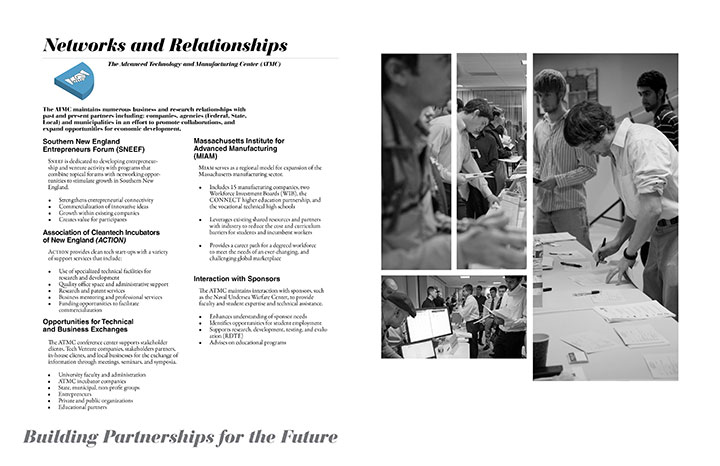 Networks and Relationships
The Advanced Technology and Manufacturing Center (ATMC)
The ATMC maintains numerous business and research relationships with
past and present partners including: companies, agencies (Federal, State,
Local) and municipalities in an effort to promote collaborations, and
expand opportunities for economic development.
Southern New England
Entrepreneurs Forum (SNEEF)
SNEEF is dedicated to developing entrepreneur-
ship and venture activity with programs that
combine topical forums with networking oppor-
tunities to stimulate growth in Southern New
England.
• Strengthens entrepreneurial connectivity
• Commercialization of innovative ideas
• Growth within existing companies
• Creates value for participants
Association of Cleantech Incubators
of New England (ACTION)
ACTION provides clean tech start-ups with a variety
of support services that include:
• Use of specialized technical facilities for
research and development
• Quality office space and administrative support
• Research and patent services
• Business mentoring and professional services
• Funding opportunities to facilitate
commercialization
Opportunities for Technical
and Business Exchanges
The ATMC conference center supports stakeholder
clients, Tech Venture companies, stakeholders partners,
in-house clients, and local businesses for the exchange of
information through meetings, seminars, and symposia.
• University faculty and administration
• ATMC incubator companies
• State, municipal, non-profit groups
• Entrepreneurs
• Private and public organizations
• Educational partners
Massachusetts Institute for
Advanced Manufacturing
(MIAM)
MIAM serves as a regional model for expansion of the
Massachusetts manufacturing sector.
• Includes 15 manufacturing companies, two
Workforce Investment Boards (WIB), the
CONNECT higher education partnership, and
the vocational technical high schools
• Leverages existing shared resources and partners
with industry to reduce the cost and curriculum
barriers for students and incumbent workers
• Provides a career path for a degreed workforce
to meet the needs of an ever-changing, and
challenging global marketplace
Interaction with Sponsors
The ATMC maintains interaction with sponsors, such
as the Naval Undersea Warfare Center, to provide
faculty and student expertise and technical assistance.
• Enhances understanding of sponsor needs
• Identifies opportunities for student employment
• Supports research, development, testing, and evalu-
ation (RDTE)
• Advises on educational programs
Building Partnerships for the Future